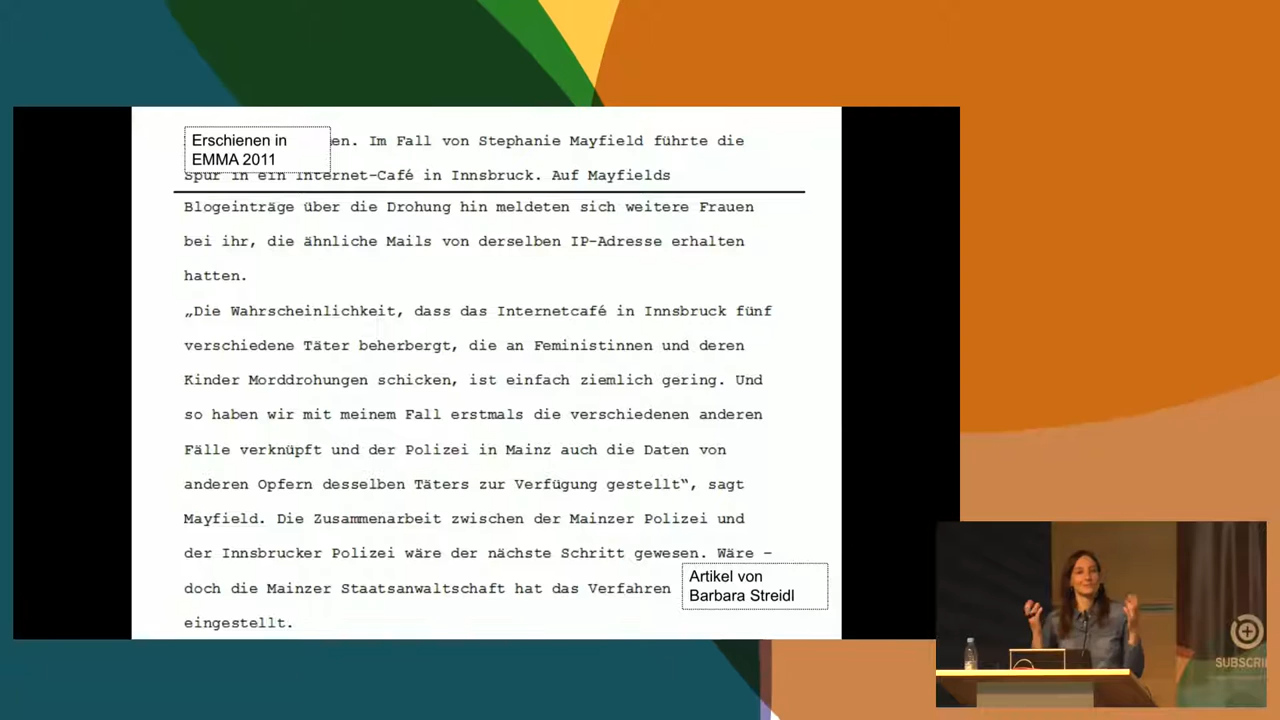 Erschienen in
EMMA 2011
en. Im Fall von Stephanie Mayfield führte die
Spur in ein Internet-Café in Innsbruck. Auf Mayfields
Blogeinträge über die Drohung hin meldeten sich weitere Frauen
bei ihr, die ähnliche Mails von derselben IP-Adresse erhalten
hatten.
„Die Wahrscheinlichkeit, dass das Internetcafé in Innsbruck fünf
verschiedene Täter beherbergt, die an Feministinnen und deren
Kinder Morddrohungen schicken, ist einfach ziemlich gering. Und
so haben wir mit meinem Fall erstmals die verschiedenen anderen
Fälle verknüpft und der Polizei in Mainz auch die Daten von
anderen Opfern desselben Täters zur Verfügung gestellt“, sagt
Mayfield. Die Zusammenarbeit zwischen der Mainzer Polizei und
der Innsbrucker Polizei wäre der nächste Schritt gewesen. Wäre –
doch die Mainzer Staatsanwaltschaft hat das Verfahren
eingestellt.
Artikel von
Barbara Streidl
SUBSCRI